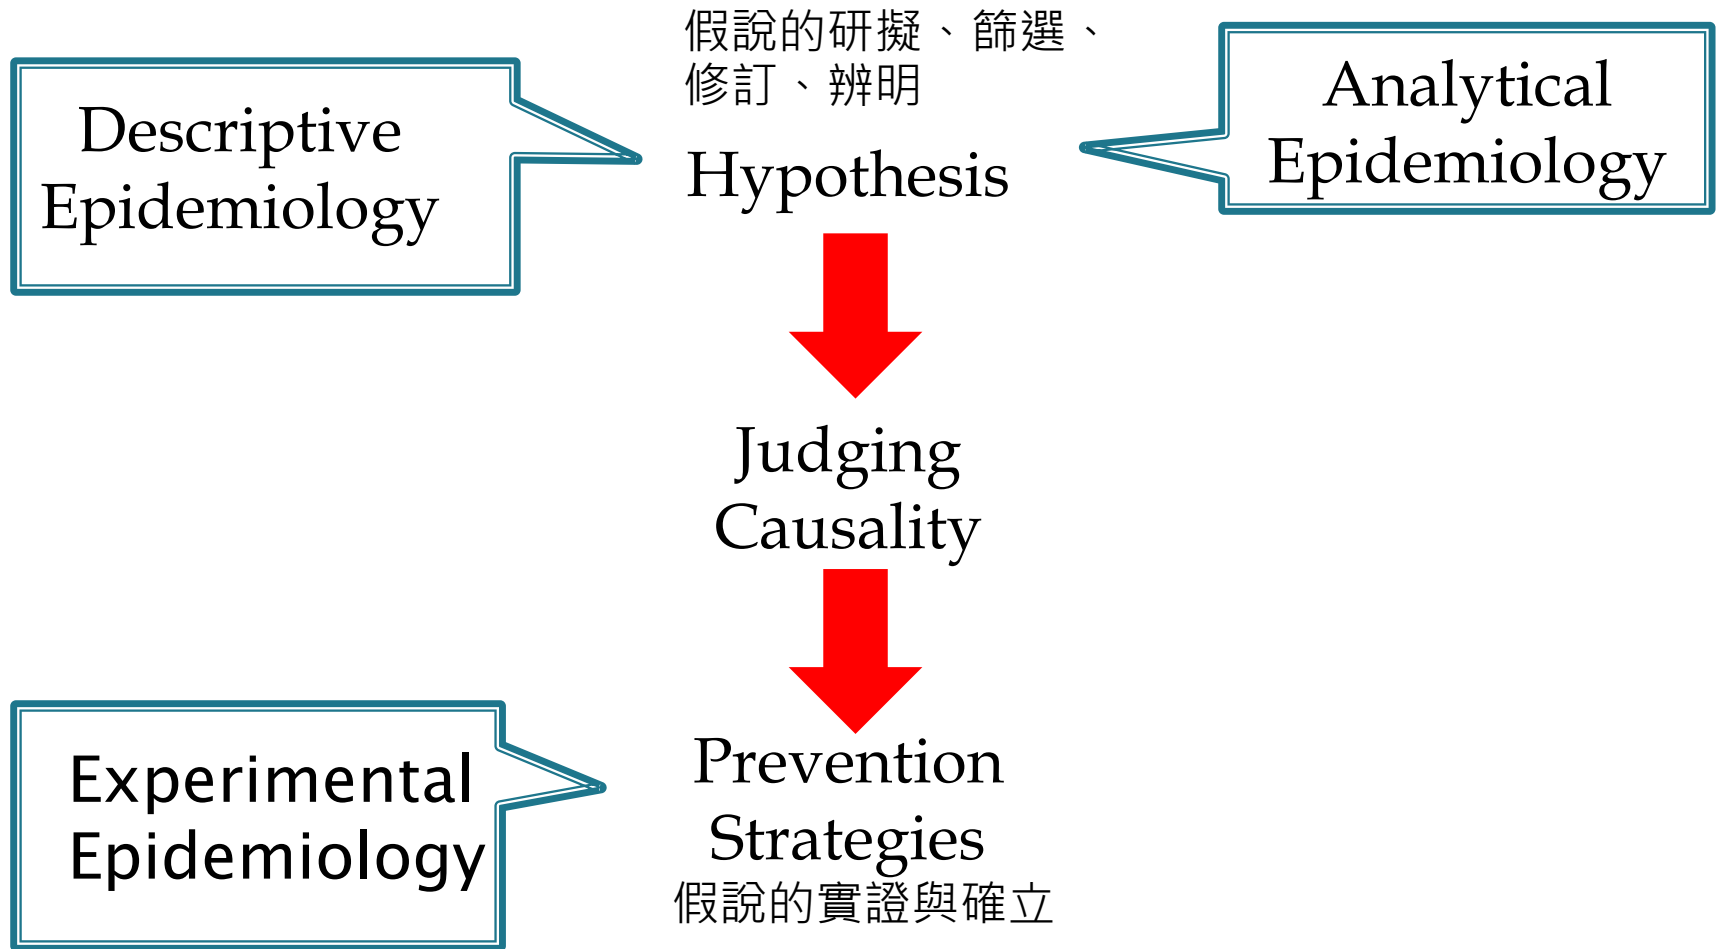 假說的研擬、篩選、
修訂、辨明
Descriptive
Epidemiology
Hypothesis
Analytical
Epidemiology
Judging
Causality
Experimental
Epidemiology
Prevention
Strategies
假說的實證與確立